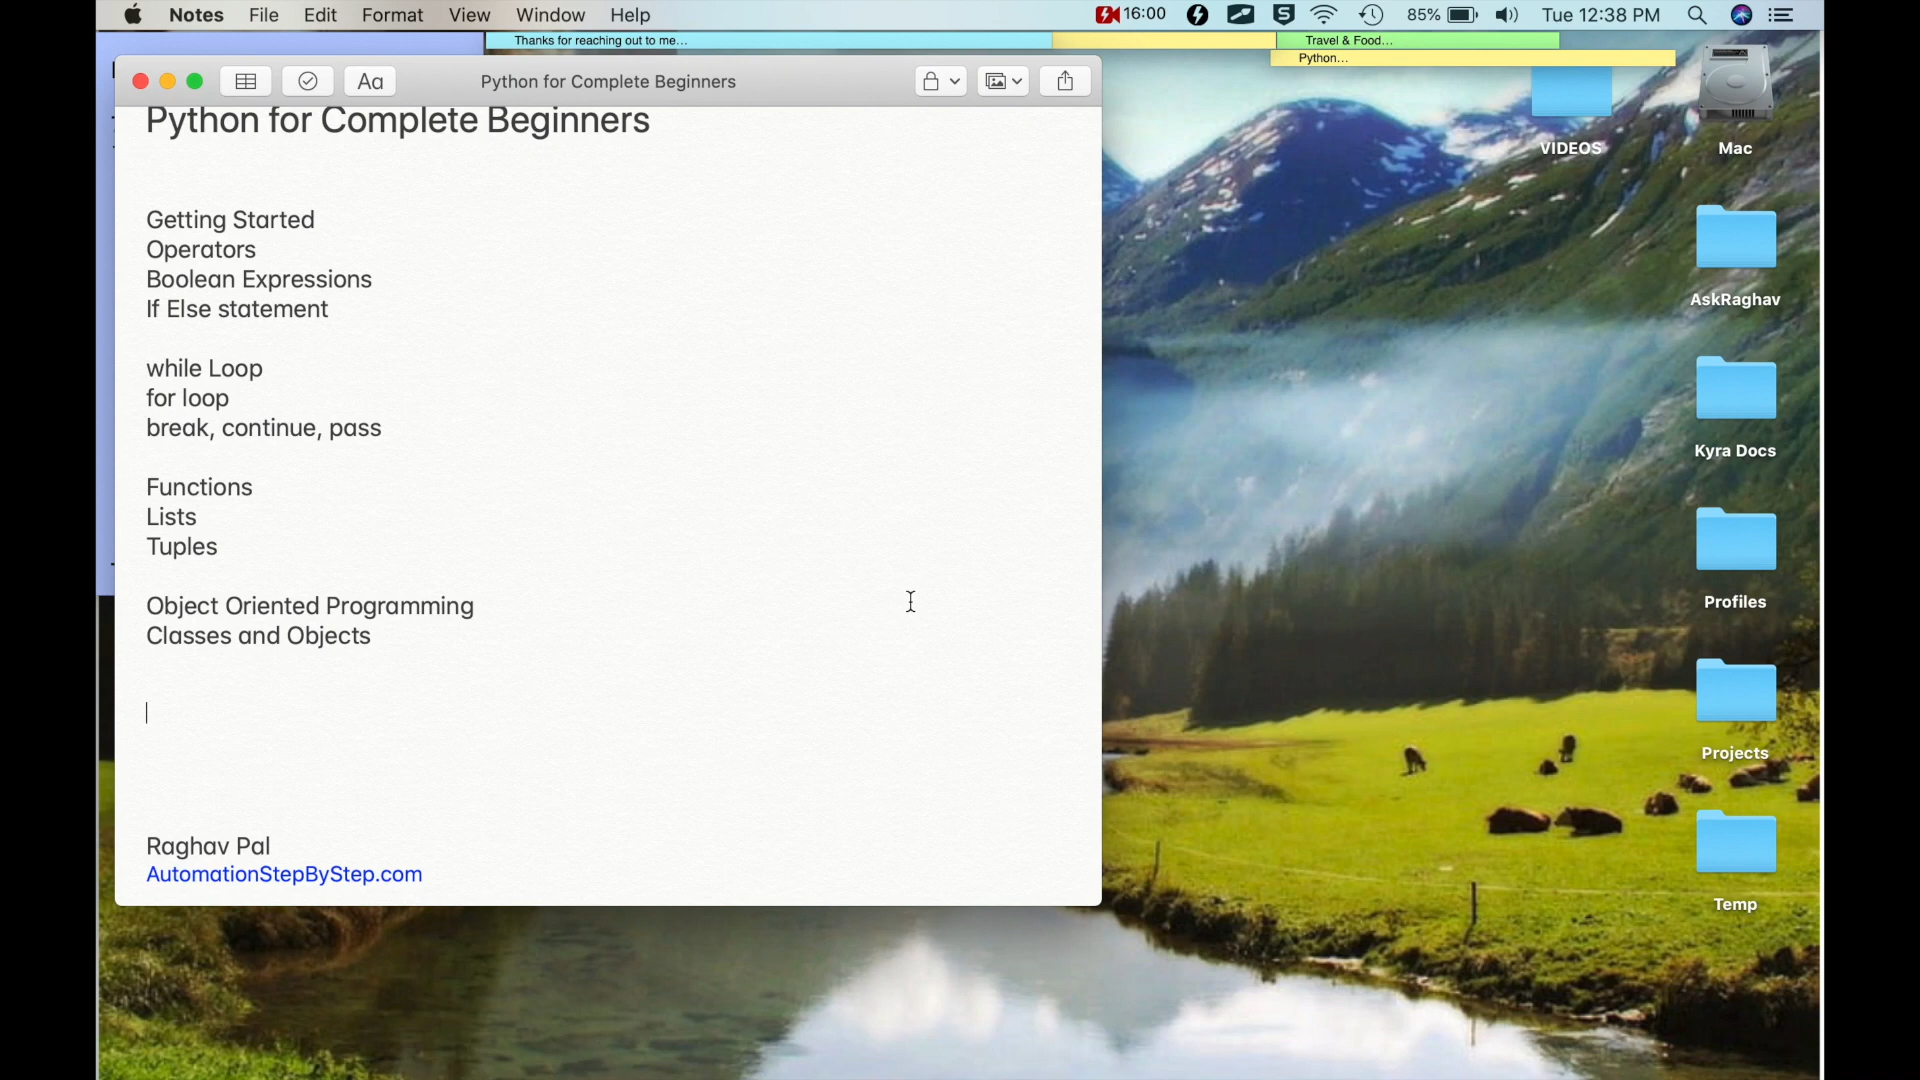 Notes File Edit Format View Window Help 16:00 85% Tue 12:38 PM
Thanks for reaching out to me...
Travel & Food...
Python...
Python for Complete Beginners
Aa
Python for Complete Beginners
Getting Started
Operators
Boolean Expressions
If Else statement
while Loop
for loop
break, continue, pass
Functions
Lists
Tuples
Object Oriented Programming
Classes and Objects
Raghav Pal
AutomationStepByStep.com
VIDEOS
Mac
AskRaghav
Kyra Docs
Profiles
Projects
Temp